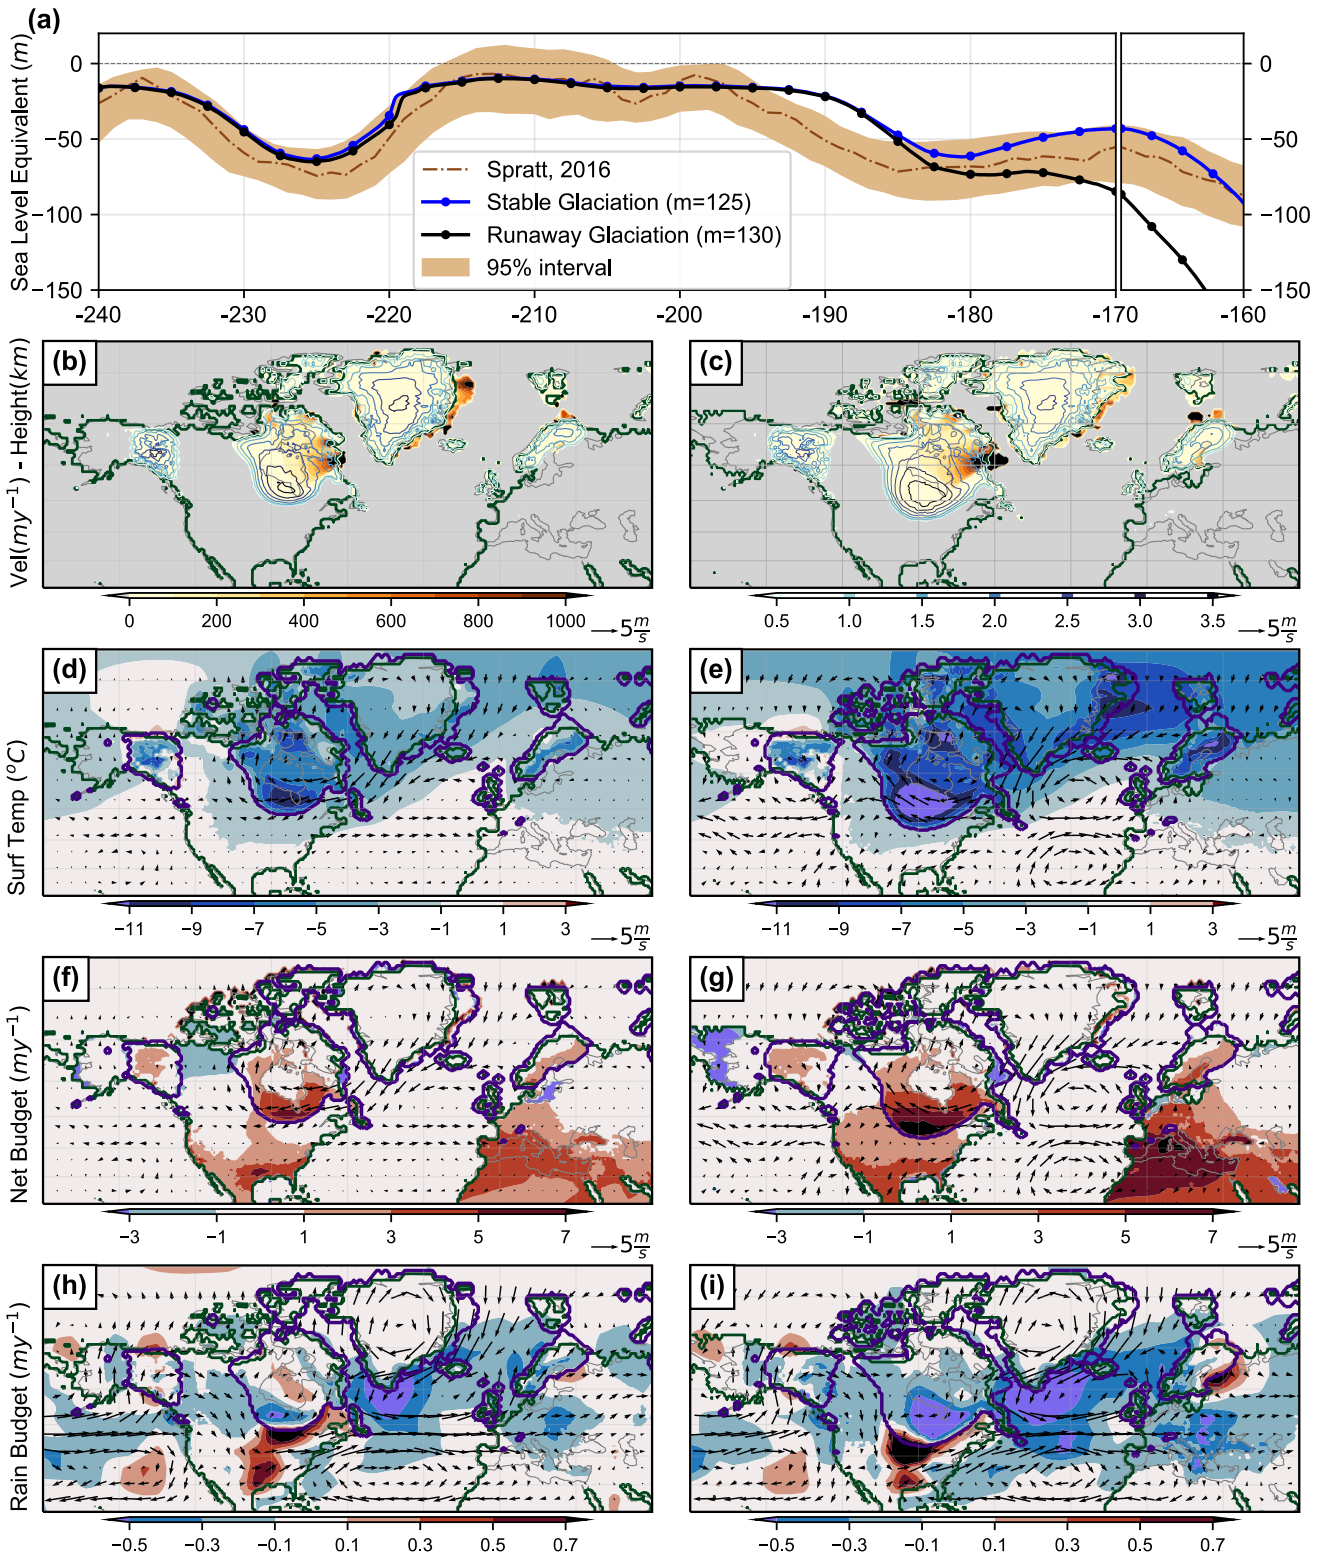 (a)
Sea Level Equivalent (m)
0
−50
−100
−150
0
−50
−100
−150
Spratt, 2016
Stable Glaciation (m=125)
Runaway Glaciation (m=130)
95% interval
-240 -230 -220 -210 -200 -190 -180 -170 -160
Vel(my⁻¹) - Height(km)
(b) (c)
0 200 400 600 800 1000 5 m/s
0.5 1.0 1.5 2.0 2.5 3.0 3.5 5 m/s
Surf Temp (°C)
(d) (e)
−11 −9 −7 −5 −3 −1 1 3 5 m/s
−11 −9 −7 −5 −3 −1 1 3 5 m/s
Net Budget (my⁻¹)
(f) (g)
−3 −1 1 3 5 7 5 m/s
−3 −1 1 3 5 7 5 m/s
Rain Budget (my⁻¹)
(h) (i)
−0.5 −0.3 −0.1 0.1 0.3 0.5 0.7
−0.5 −0.3 −0.1 0.1 0.3 0.5 0.7